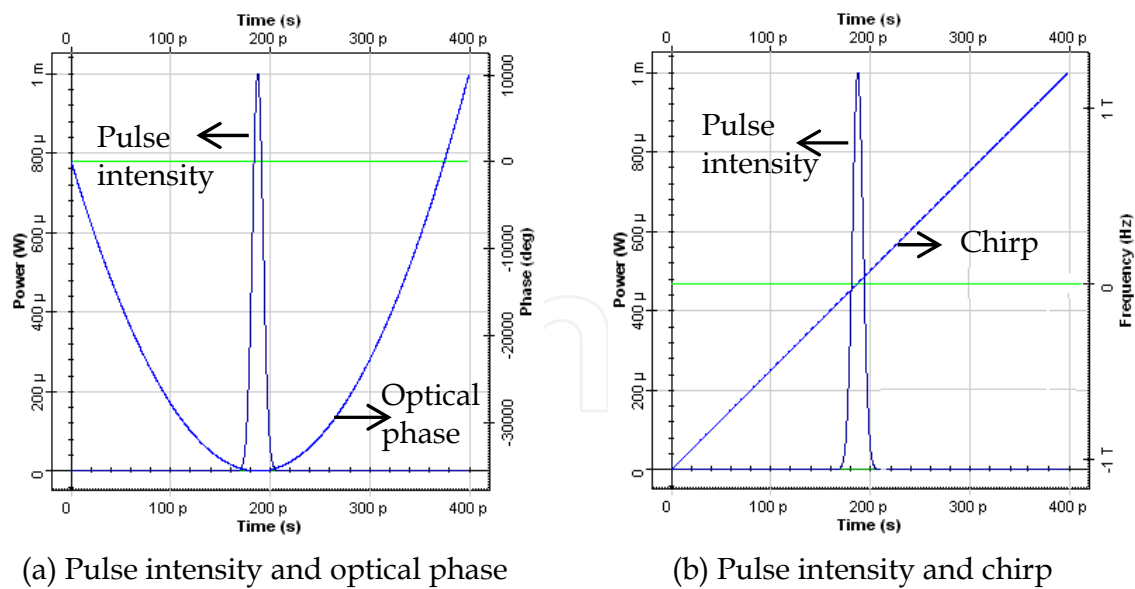 Time (s)
0 100 p 200 p 300 p 400 p
1 m
800 µ
600 µ
400 µ
200 µ
0
Power (W)
Pulse
intensity
Optical
phase
10000
0
-10000
-20000
-30000
Phase (deg)
0 100 p 200 p 300 p 400 p
Time (s)
(a) Pulse intensity and optical phase
Time (s)
0 100 p 200 p 300 p 400 p
1 m
800 µ
600 µ
400 µ
200 µ
0
Power (W)
Pulse
intensity
Chirp
1 T
0
-1 T
Frequency (Hz)
0 100 p 200 p 300 p 400 p
Time (s)
(b) Pulse intensity and chirp